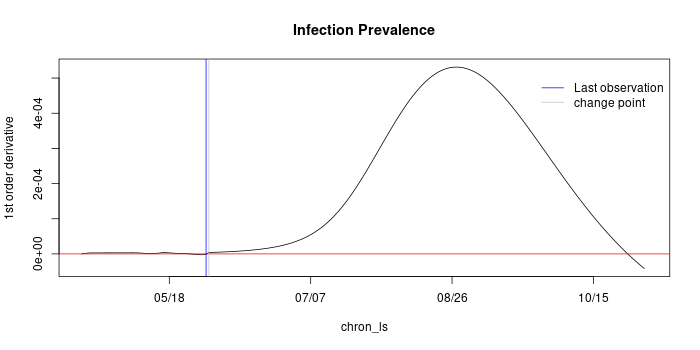 Infection Prevalence
1st order derivative
4e-04
2e-04
0e+00
Last observation
change point
05/18
07/07
08/26
10/15
chron_ls